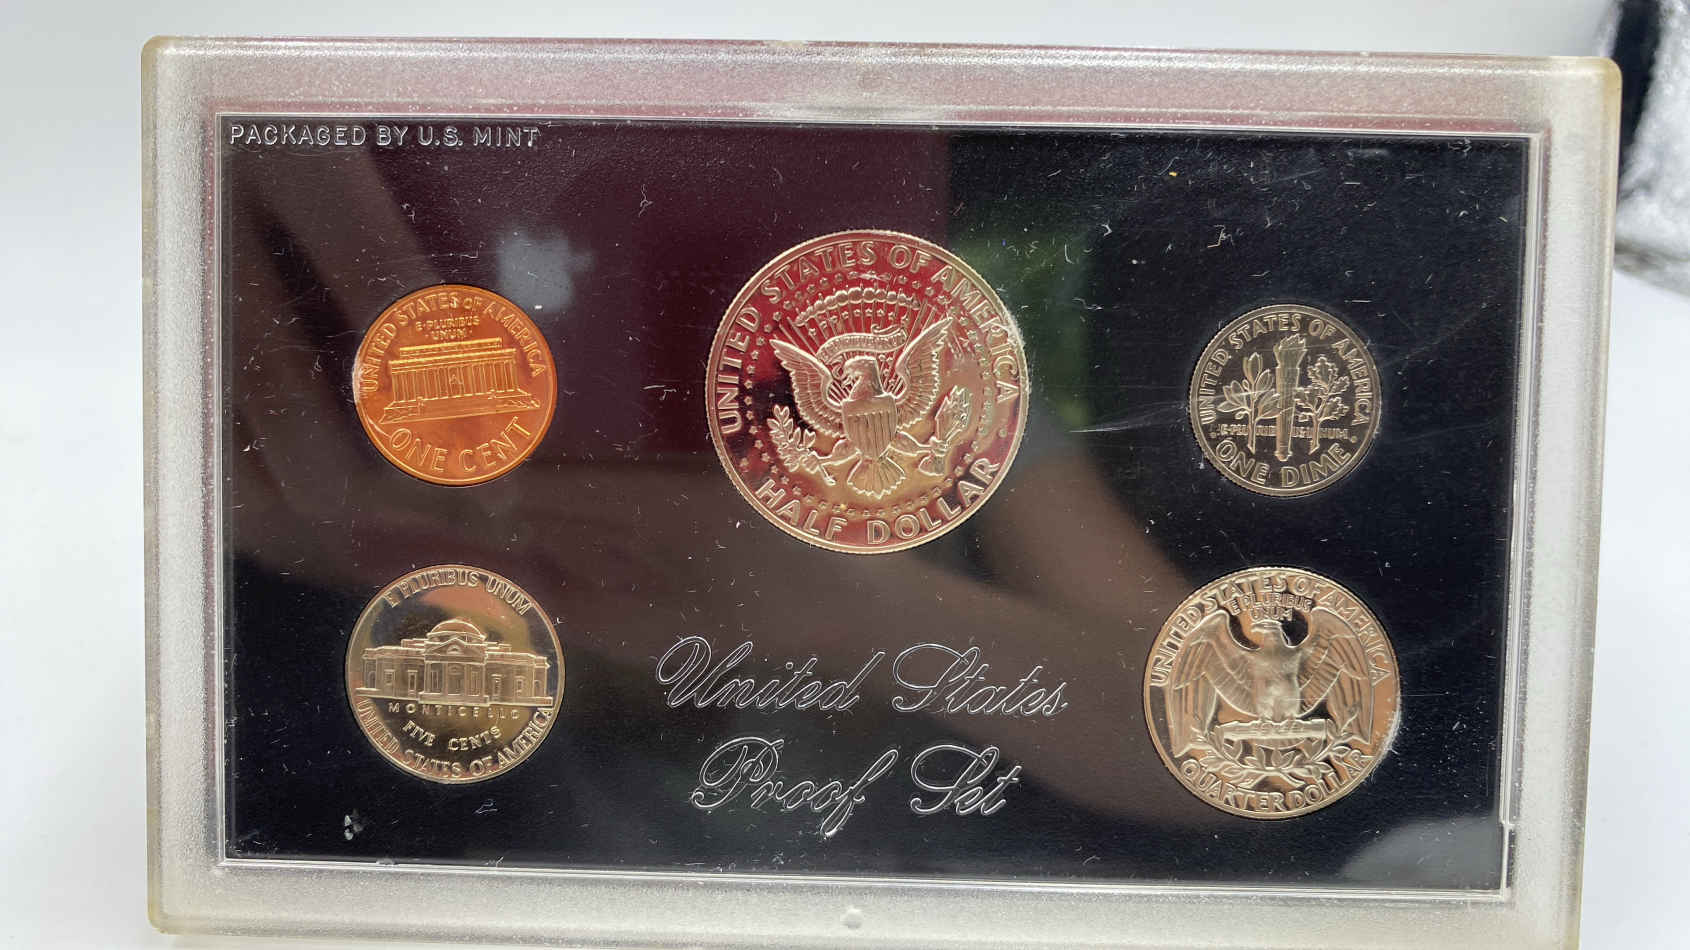 PACKAGED BY U.S. MINT
UNITED STATES OF AMERICA
E·PLURIBUS
UNUM
ONE CENT
UNITED STATES OF AMERICA
HALF DOLLAR
UNITED STATES OF AMERICA
E·PLURIBUS UNUM
ONE DIME
E PLURIBUS UNUM
MONTICELLO
FIVE CENTS
UNITED STATES OF AMERICA
UNITED STATES OF AMERICA
E PLURIBUS
UNUM
QUARTER DOLLAR
United States
Proof Set